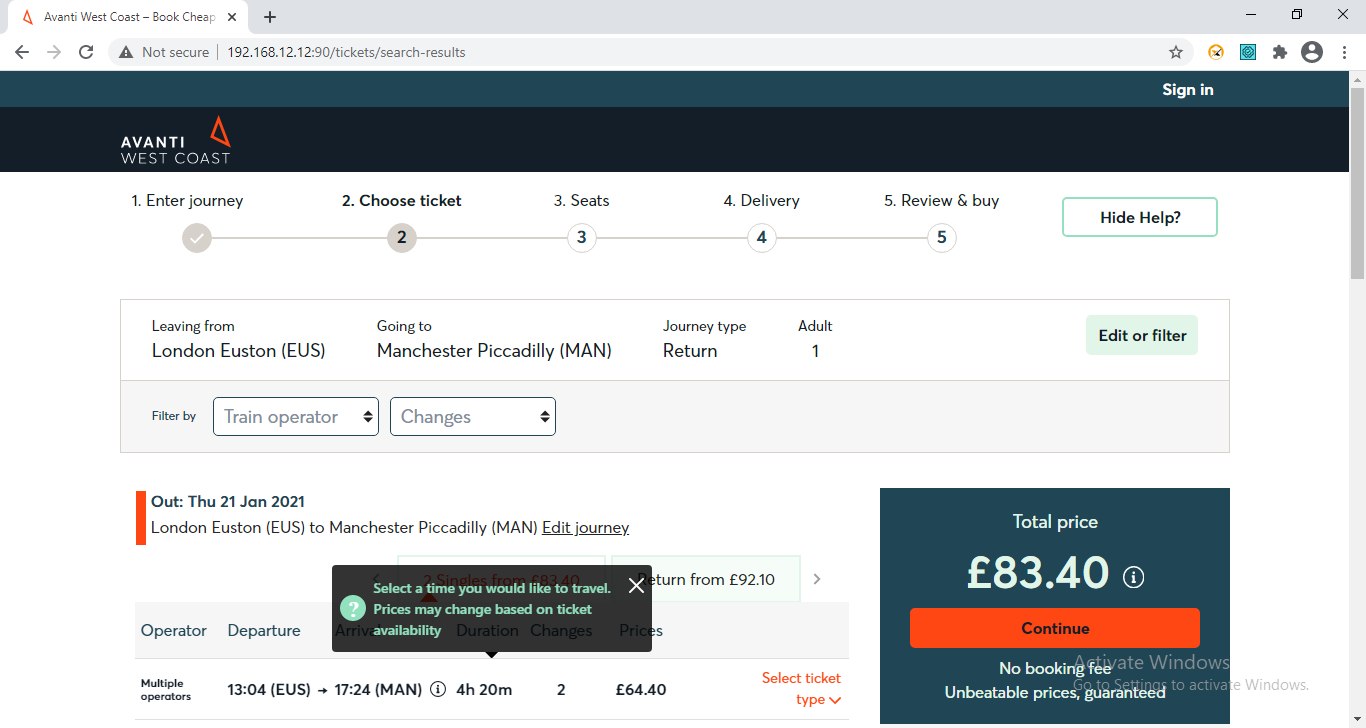 Avanti West Coast – Book Cheap
Not secure
192.168.12.12:90/tickets/search-results
Sign in
AVANTI
WEST COAST
1. Enter journey
2. Choose ticket
3. Seats
4. Delivery
5. Review & buy
2
3
4
5
Hide Help?
Leaving from
London Euston (EUS)
Going to
Manchester Piccadilly (MAN)
Journey type
Return
Adult
1
Edit or filter
Filter by
Train operator
Changes
Out: Thu 21 Jan 2021
London Euston (EUS) to Manchester Piccadilly (MAN) Edit journey
2 Singles from £83.40
Return from £92.10
?
Select a time you would like to travel.
Prices may change based on ticket
availability
Operator
Departure
Arrival
Duration
Changes
Prices
Multiple
operators
13:04 (EUS) → 17:24 (MAN)
4h 20m
2
£64.40
Select ticket
type
Total price
£83.40
Continue
No booking fee
Unbeatable prices, guaranteed
Activate Windows
Go to Settings to activate Windows.